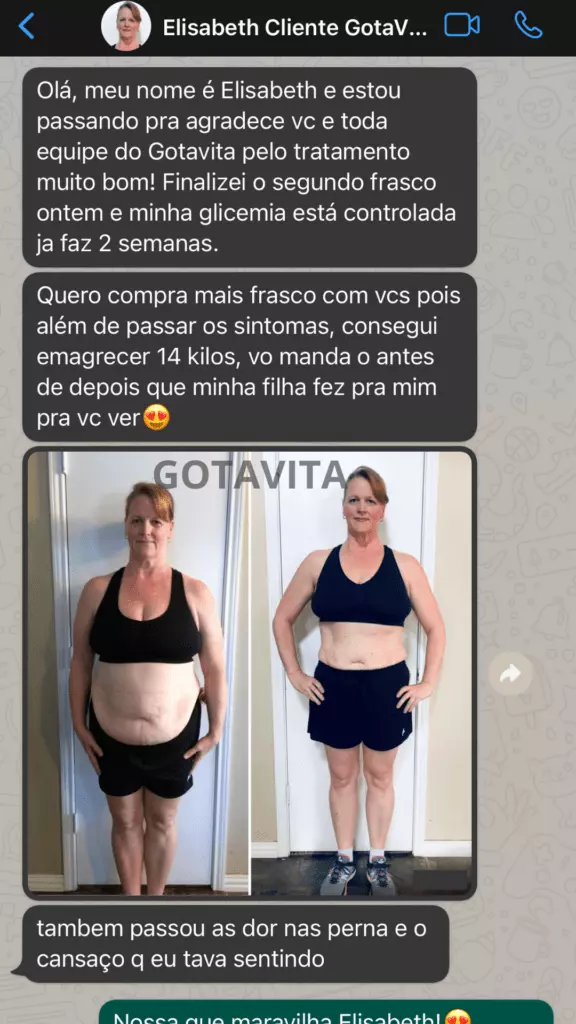 Elisabeth Cliente GotaV...
Olá, meu nome é Elisabeth e estou
passando pra agradece vc e toda
equipe do Gotavita pelo tratamento
muito bom! Finalizei o segundo frasco
ontem e minha glicemia está controlada
ja faz 2 semanas.
Quero compra mais frasco com vcs pois
além de passar os sintomas, consegui
emagrecer 14 kilos, vo manda o antes
de depois que minha filha fez pra mim
pra vc ver😍
GOTAVITA
tambem passou as dor nas perna e o
cansaço q eu tava sentindo
Nossa que maravilha Elisabeth!😍